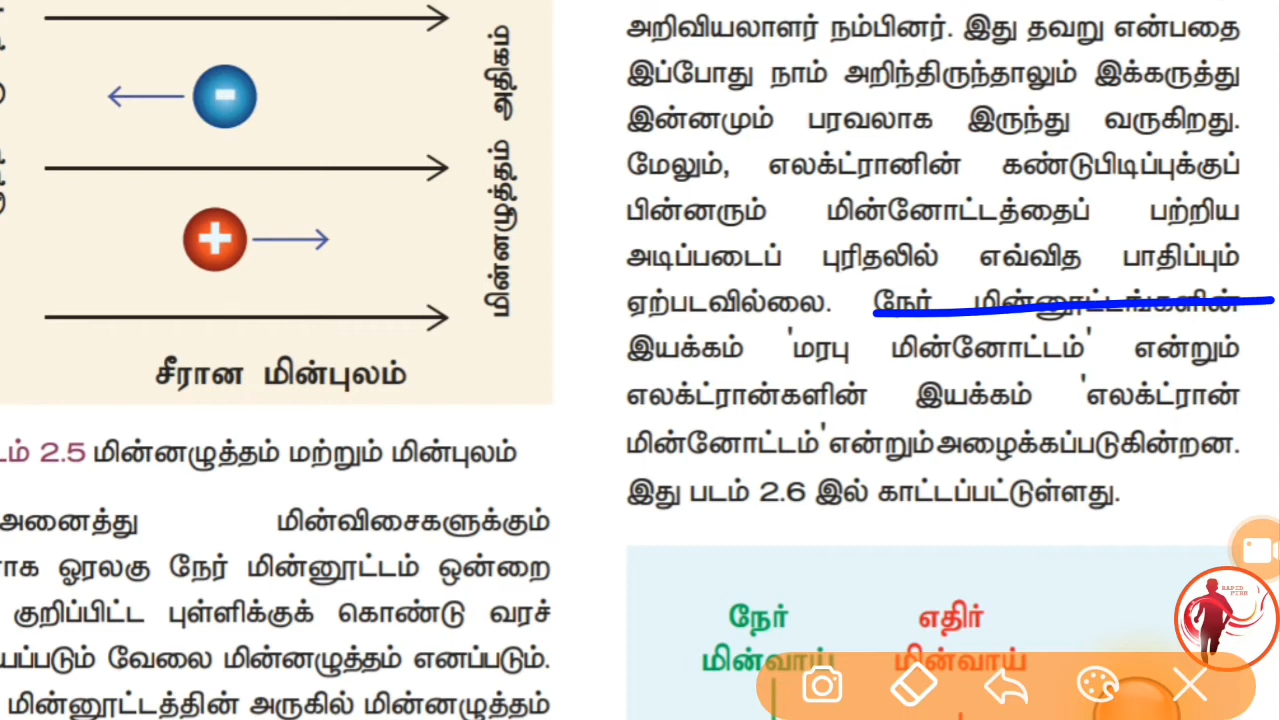 மின்னழுத்தம் அதிகம்
சீரான மின்புலம்
2.5 மின்னழுத்தம் மற்றும் மின்புலம்
அனைத்து மின்விசைகளுக்கும்
ஓரலகு நேர் மின்னூட்டம் ஒன்றை
குறிப்பிட்ட புள்ளிக்குக் கொண்டு வரச்
வேலை மின்னழுத்தம் எனப்படும்.
மின்னூட்டத்தின் அருகில் மின்னழுத்தம்
அறிவியலாளர் நம்பினர். இது தவறு என்பதை
இப்போது நாம் அறிந்திருந்தாலும் இக்கருத்து
இன்னமும் பரவலாக இருந்து வருகிறது.
மேலும், எலக்ட்ரானின் கண்டுபிடிப்புக்குப்
பின்னரும் மின்னோட்டத்தைப் பற்றிய
அடிப்படைப் புரிதலில் எவ்வித பாதிப்பும்
ஏற்படவில்லை. நேர் மின்னூட்டங்களின்
இயக்கம் 'மரபு மின்னோட்டம்' என்றும்
எலக்ட்ரான்களின் இயக்கம் 'எலக்ட்ரான்
மின்னோட்டம்' என்றும் அழைக்கப்படுகின்றன.
இது படம் 2.6 இல் காட்டப்பட்டுள்ளது.
நேர்
மின்வாய்
எதிர்
மின்வாய்
RAPID
FIRE